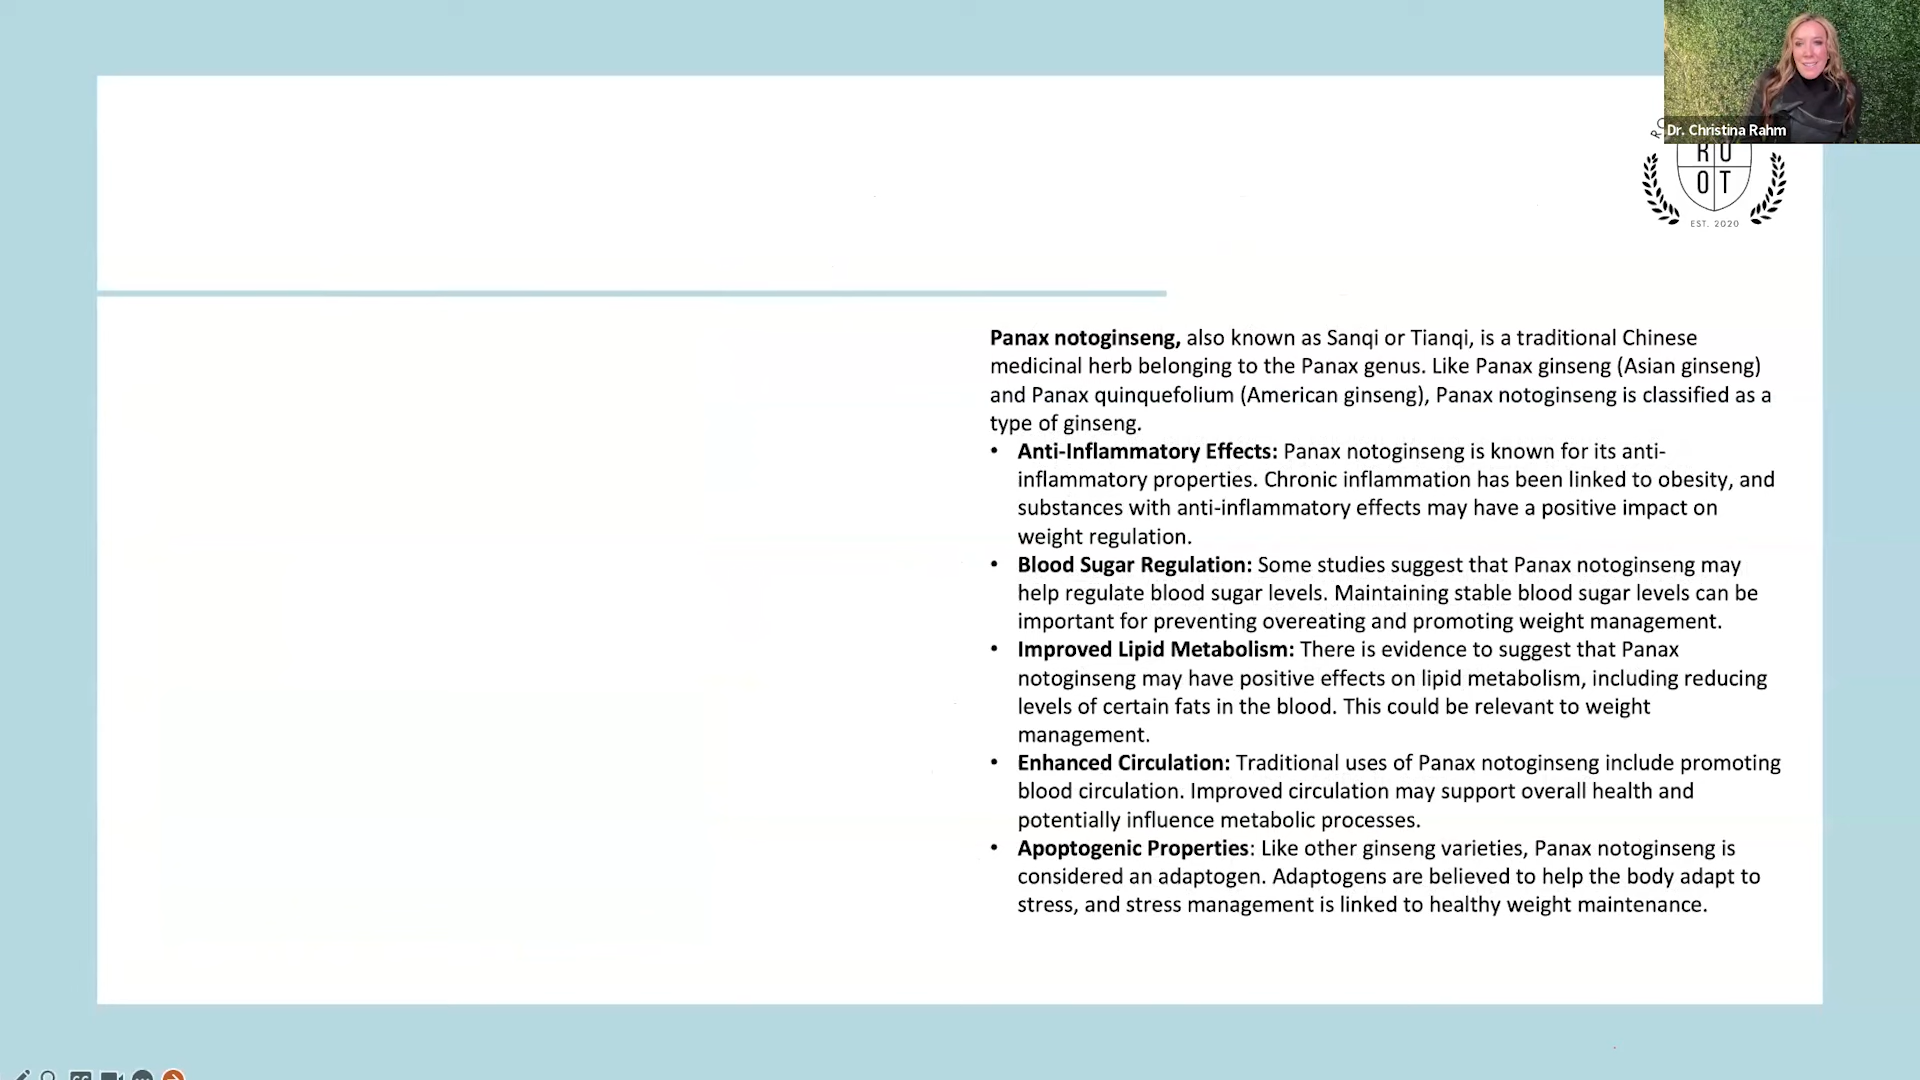 Dr. Christina Rahm
R O
R U
O T
EST. 2020
Panax notoginseng, also known as Sanqi or Tianqi, is a traditional Chinese
medicinal herb belonging to the Panax genus. Like Panax ginseng (Asian ginseng)
and Panax quinquefolium (American ginseng), Panax notoginseng is classified as a
type of ginseng.
• Anti-Inflammatory Effects: Panax notoginseng is known for its anti-
inflammatory properties. Chronic inflammation has been linked to obesity, and
substances with anti-inflammatory effects may have a positive impact on
weight regulation.
• Blood Sugar Regulation: Some studies suggest that Panax notoginseng may
help regulate blood sugar levels. Maintaining stable blood sugar levels can be
important for preventing overeating and promoting weight management.
• Improved Lipid Metabolism: There is evidence to suggest that Panax
notoginseng may have positive effects on lipid metabolism, including reducing
levels of certain fats in the blood. This could be relevant to weight
management.
• Enhanced Circulation: Traditional uses of Panax notoginseng include promoting
blood circulation. Improved circulation may support overall health and
potentially influence metabolic processes.
• Apoptogenic Properties: Like other ginseng varieties, Panax notoginseng is
considered an adaptogen. Adaptogens are believed to help the body adapt to
stress, and stress management is linked to healthy weight maintenance.